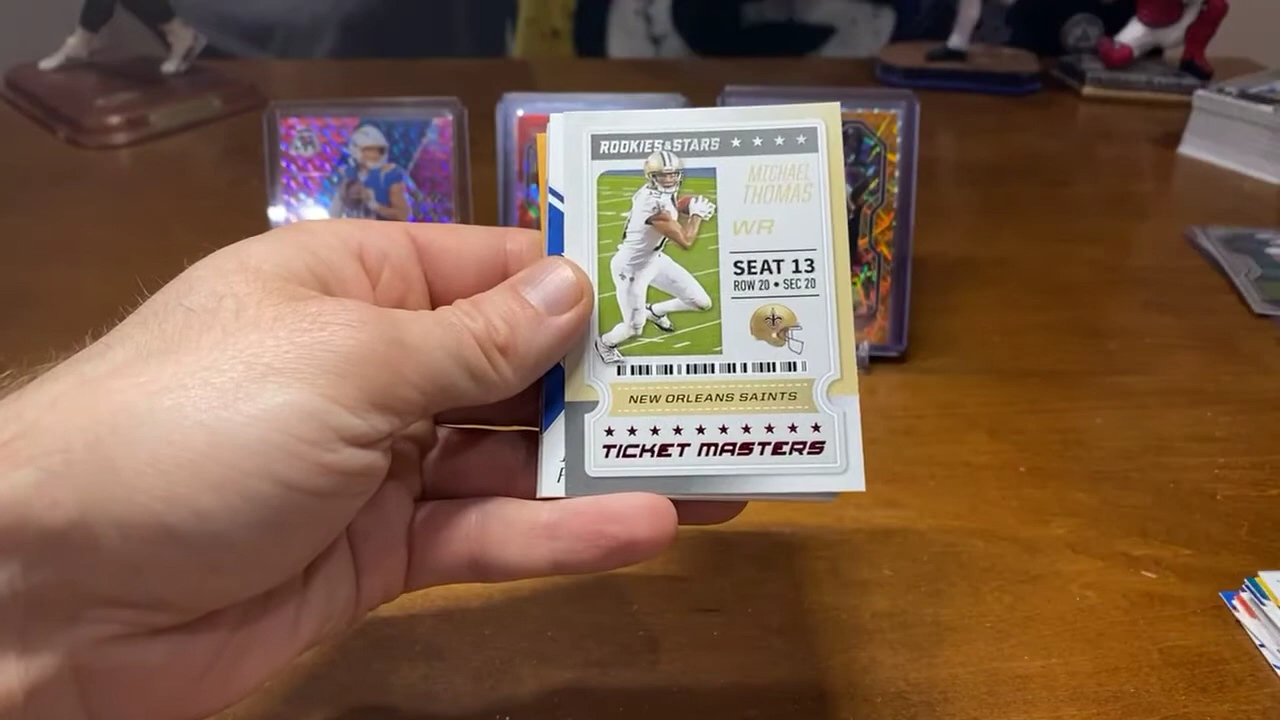 ROOKIES & STARS
MICHAEL
THOMAS
WR
SEAT 13
ROW 20 • SEC 20
NEW ORLEANS SAINTS
TICKET MASTERS